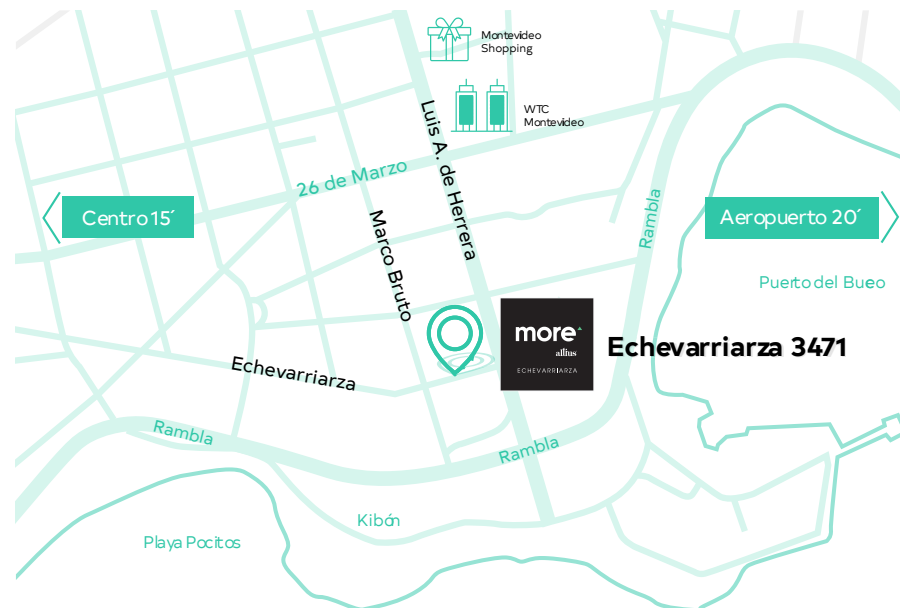 Montevideo
Shopping
WTC
Montevideo
Luis A. de Herrera
26 de Marzo
Centro 15´
Marco Bruto
Rambla
Aeropuerto 20´
Puerto del Buceo
more
altius
ECHEVARRIARZA
Echevarriarza 3471
Echevarriarza
Rambla
Rambla
Kibón
Playa Pocitos